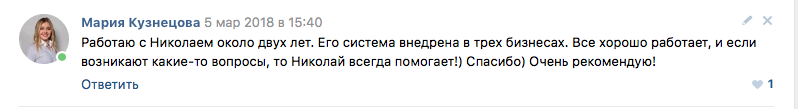 Мария Кузнецова 5 мар 2018 в 15:40
Работаю с Николаем около двух лет. Его система внедрена в трех бизнесах. Все хорошо работает, и если
возникают какие-то вопросы, то Николай всегда помогает!) Спасибо) Очень рекомендую!
Ответить 1